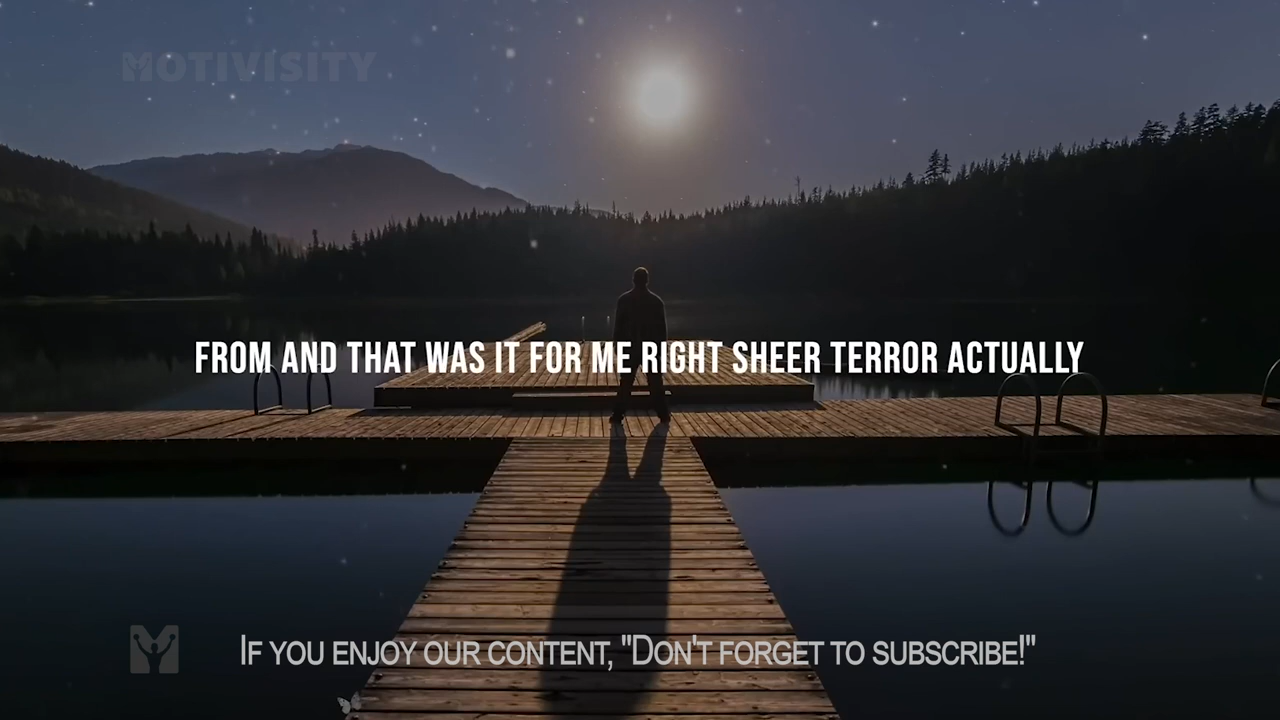 MOTIVISITY
FROM AND THAT WAS IT FOR ME RIGHT SHEER TERROR ACTUALLY
IF YOU ENJOY OUR CONTENT, "DON'T FORGET TO SUBSCRIBE!"